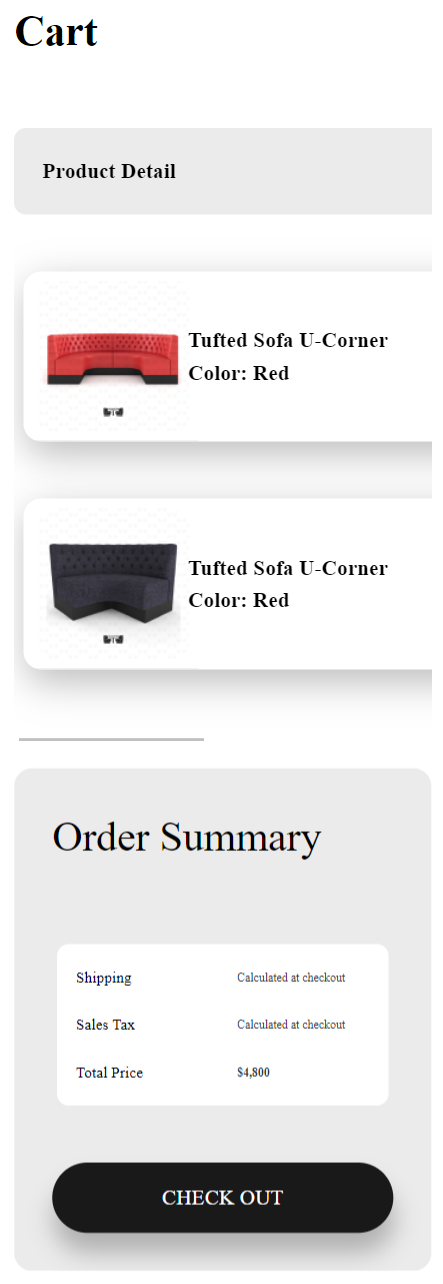 Cart
Product Detail
Tufted Sofa U-Corner
Color: Red
Tufted Sofa U-Corner
Color: Red
Order Summary
Shipping Calculated at checkout
Sales Tax Calculated at checkout
Total Price $4,800
CHECK OUT